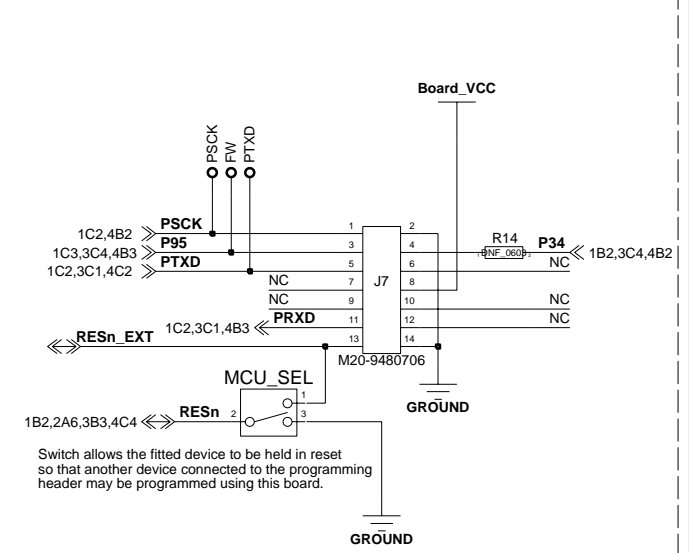 Board_VCC
PSCK FW PTXD
1C2,4B2 PSCK 1 2
1C3,3C4,4B3 P95 3 4 R14 DNF_0603 P34 1B2,3C4,4B2
1C2,3C1,4C2 PTXD 5 6 NC
NC 7 J7 8
NC 9 10 NC
1C2,3C1,4B3 PRXD 11 12 NC
RESn_EXT 13 14
M20-9480706
GROUND
MCU_SEL
1
1B2,2A6,3B3,4C4 RESn 2 3
Switch allows the fitted device to be held in reset
so that another device connected to the programming
header may be programmed using this board.
GROUND